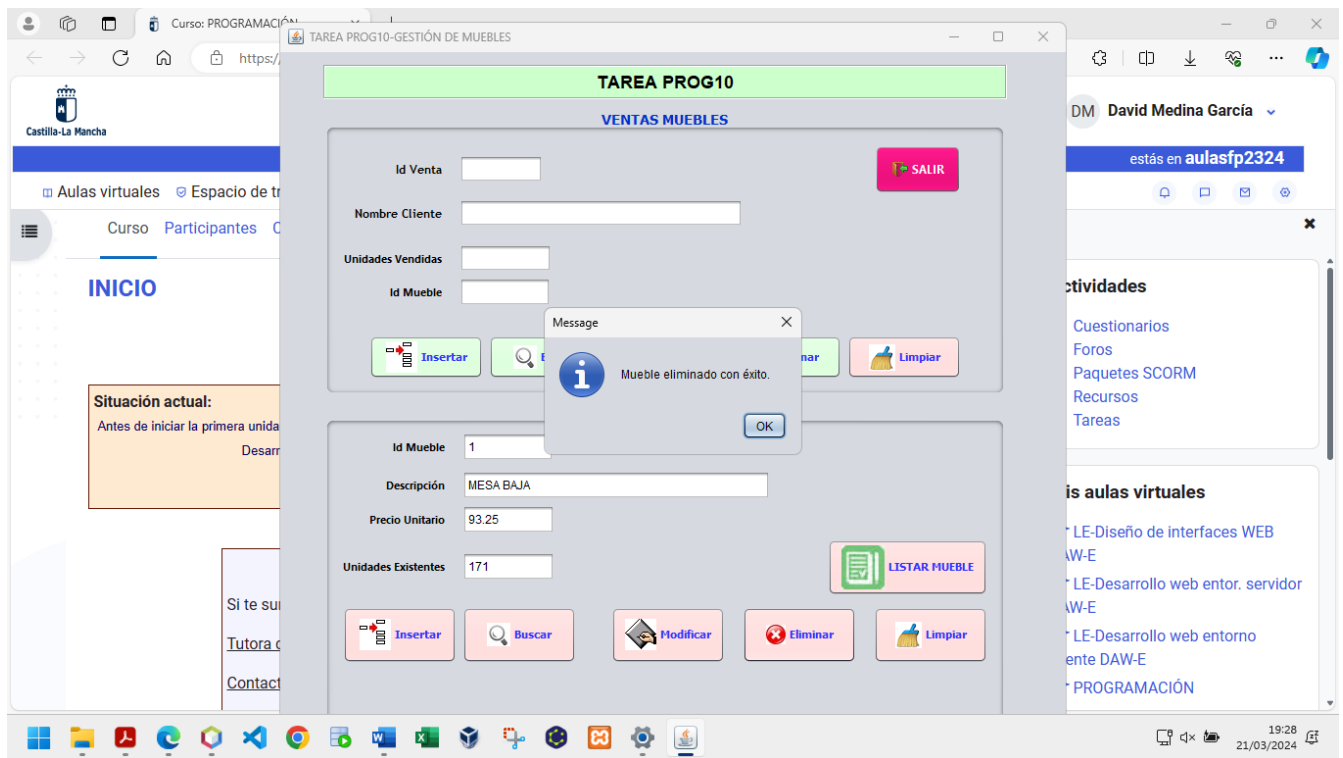 Curso: PROGRAMACIÓN
TAREA PROG10-GESTIÓN DE MUEBLES
https:/
TAREA PROG10
VENTAS MUEBLES
Castilla-La Mancha
DM David Medina García
estás en aulasfp2324
Aulas virtuales Espacio de tr
Curso Participantes
INICIO
Situación actual:
Antes de iniciar la primera unida
Desarr
Si te sur
Tutora
Contact
Id Venta
SALIR
Nombre Cliente
Unidades Vendidas
Id Mueble
Insertar
nar
Limpiar
Message
Mueble eliminado con éxito.
OK
Id Mueble 1
Descripción MESA BAJA
Precio Unitario 93.25
Unidades Existentes 171
LISTAR MUEBLE
Insertar Buscar Modificar Eliminar Limpiar
ctividades
Cuestionarios
Foros
Paquetes SCORM
Recursos
Tareas
is aulas virtuales
LE-Diseño de interfaces WEB
AW-E
LE-Desarrollo web entor. servidor
AW-E
LE-Desarrollo web entorno
ente DAW-E
PROGRAMACIÓN
19:28
21/03/2024